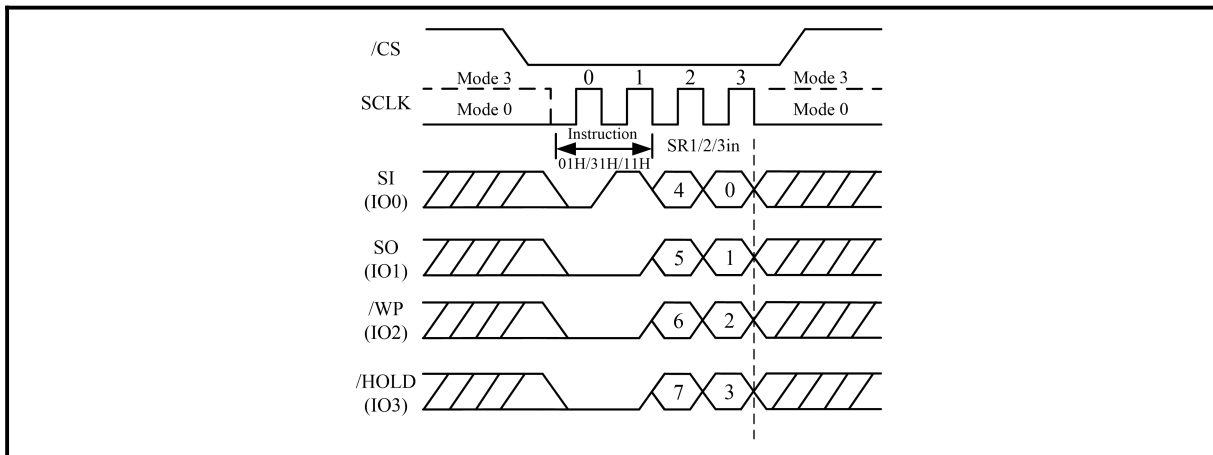 /CS
Mode 3 0 1 2 3 Mode 3
SCLK Mode 0 Mode 0
Instruction SR1/2/3in
01H/31H/11H
SI
(IO0) 4 0
SO
(IO1) 5 1
/WP
(IO2) 6 2
/HOLD
(IO3) 7 3